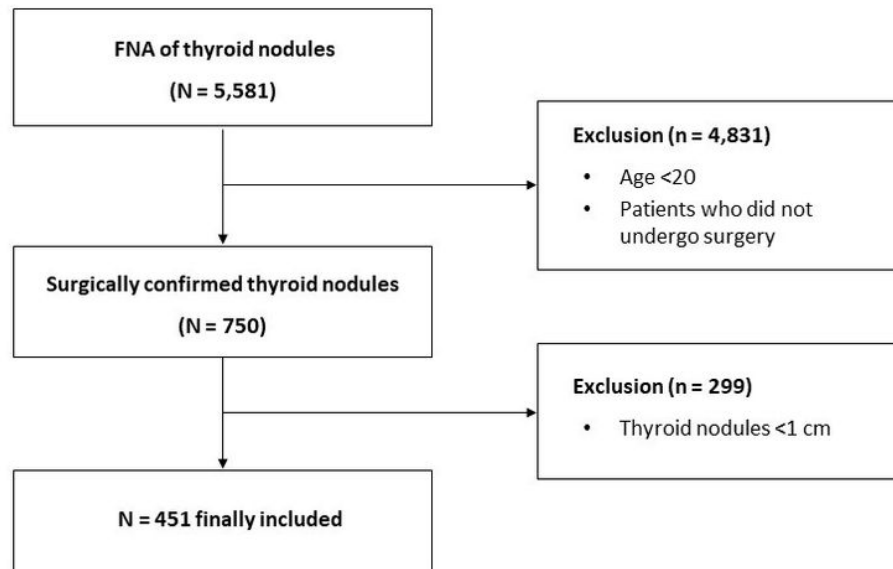 FNA of thyroid nodules
(N = 5,581)
Exclusion (n = 4,831)
• Age <20
• Patients who did not
undergo surgery
Surgically confirmed thyroid nodules
(N = 750)
Exclusion (n = 299)
• Thyroid nodules <1 cm
N = 451 finally included